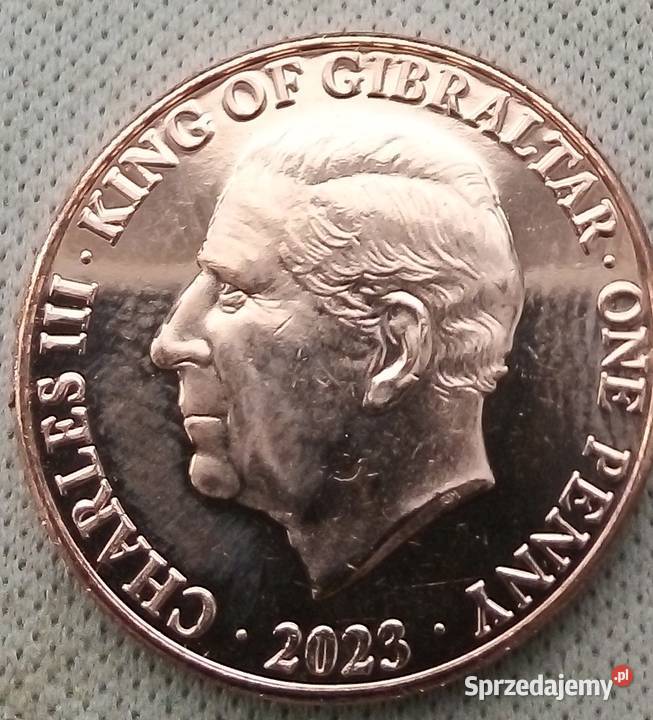 CHARLES III · KING OF GIBRALTAR · ONE PENNY · 2023 ·
Sprzedajemy.pl